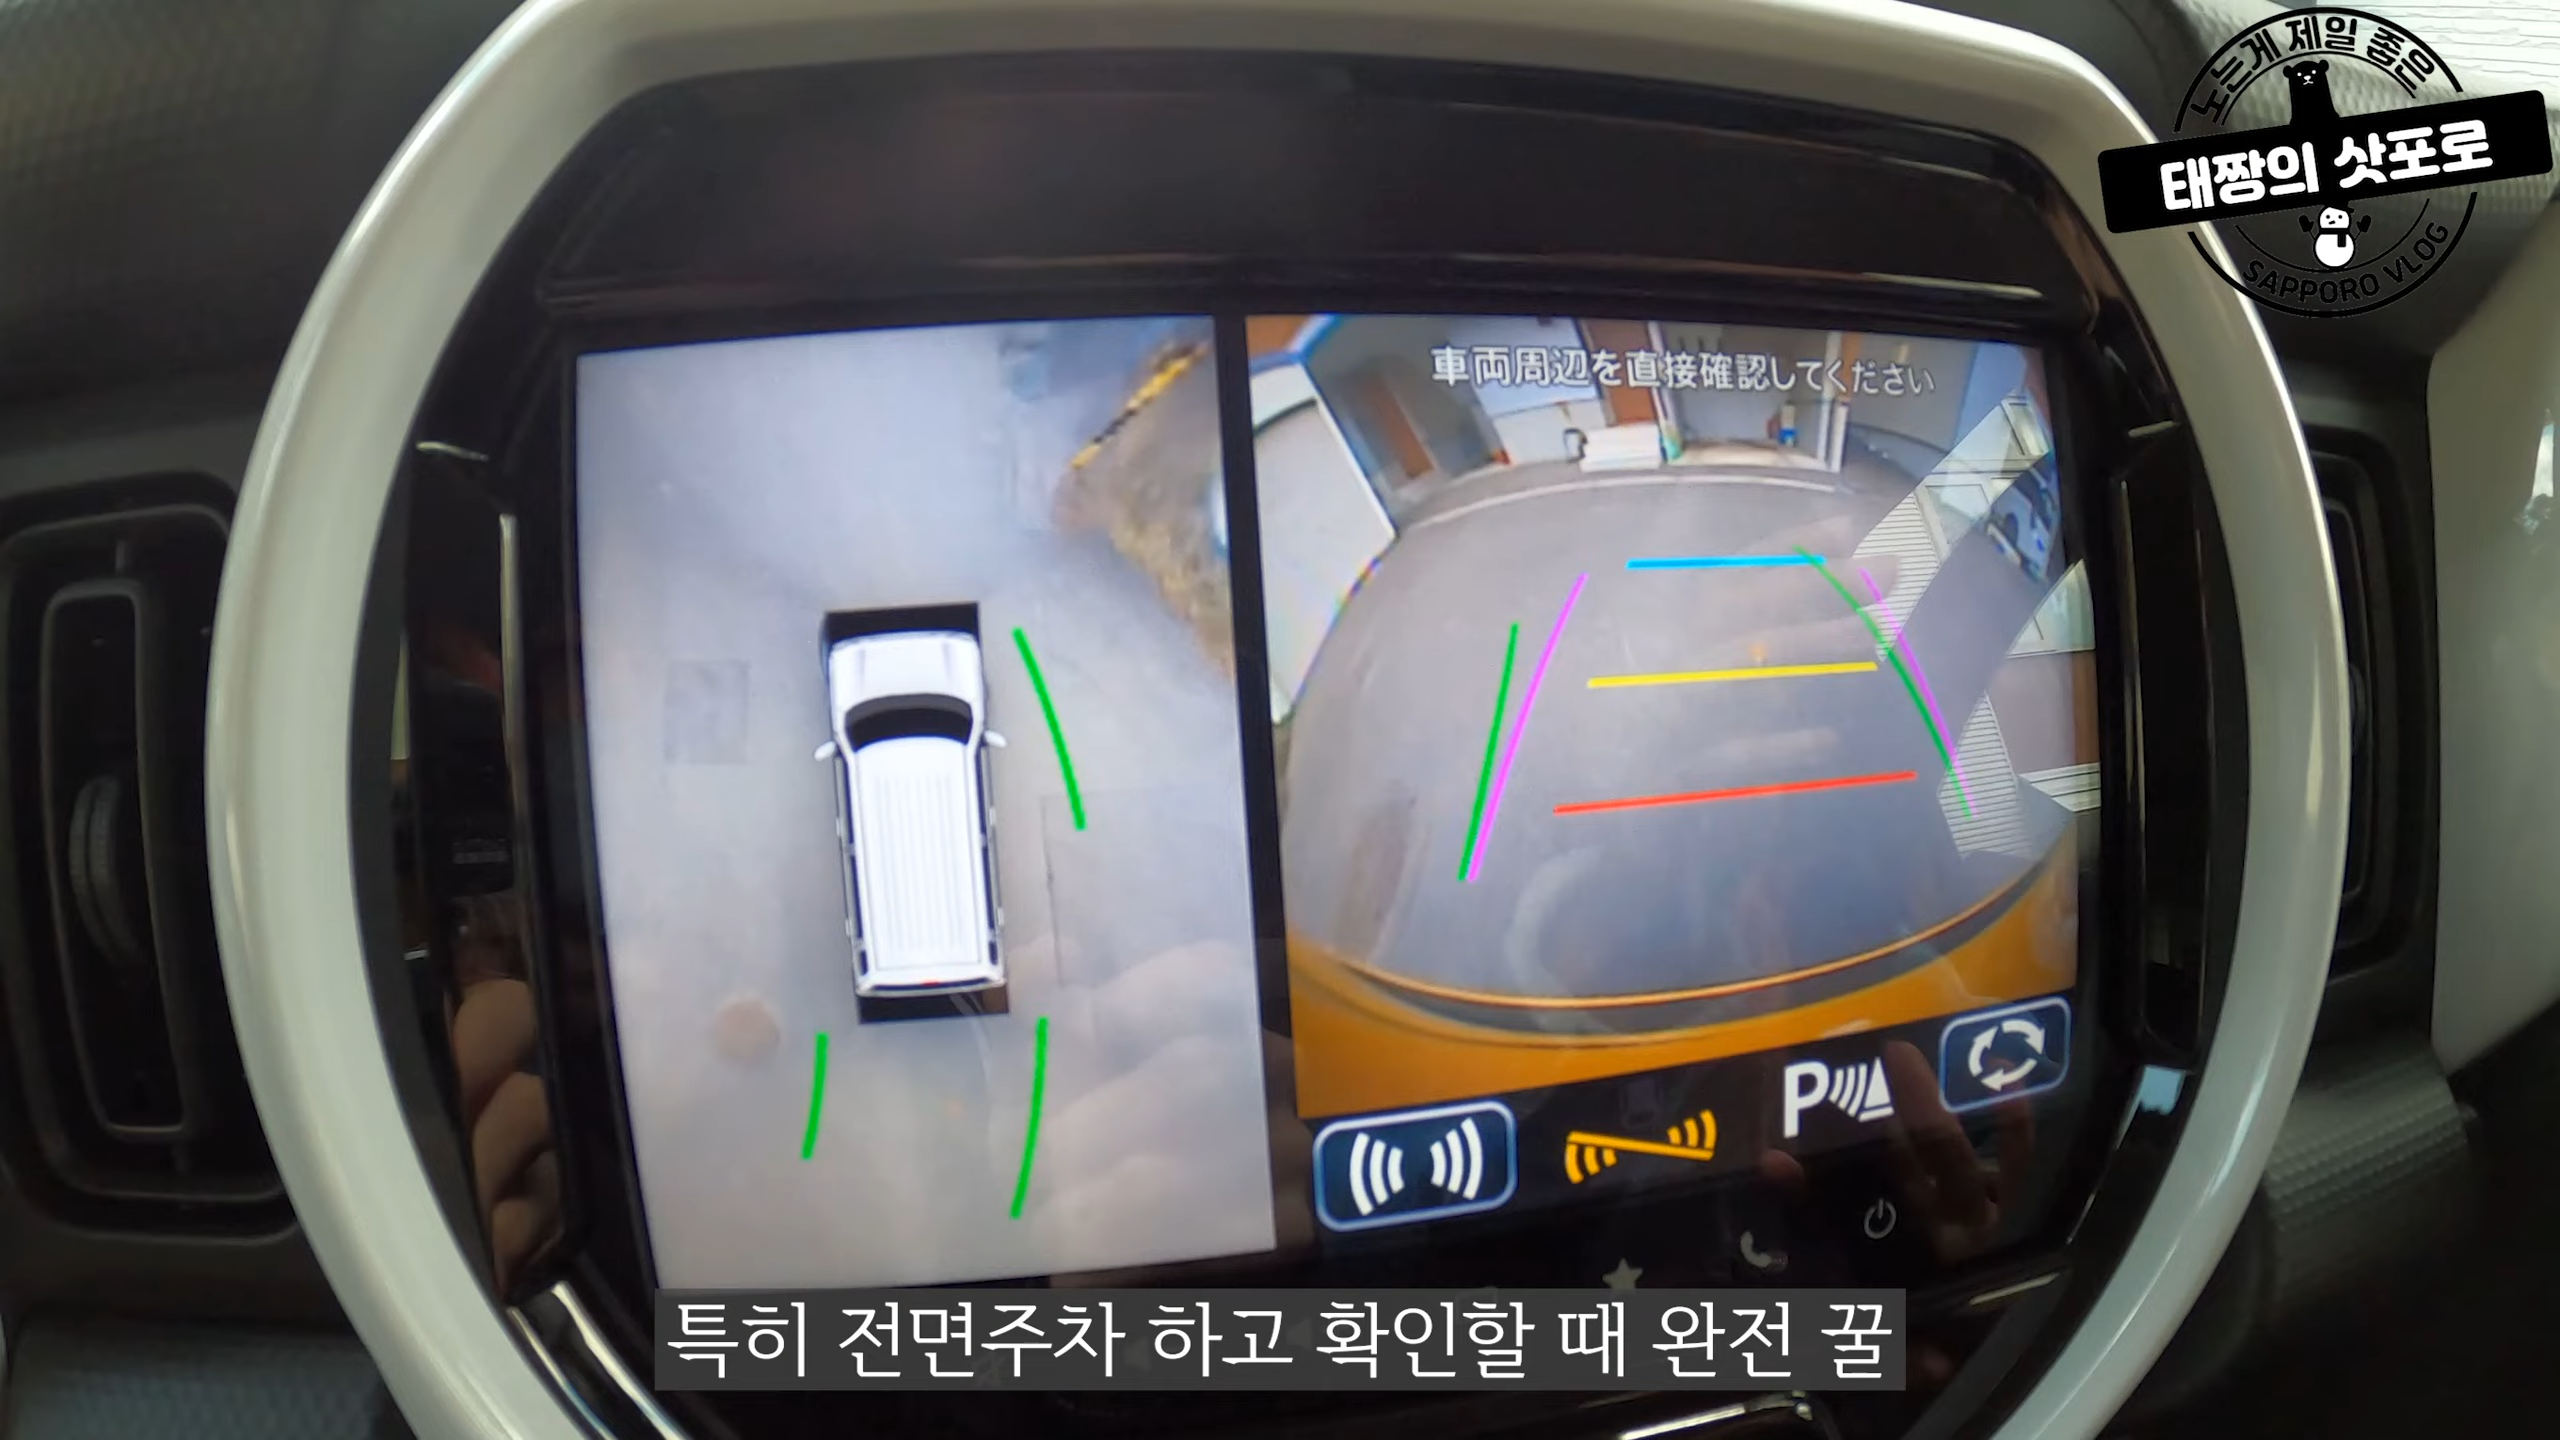 노는게 제일 좋은
태짱의 삿포로
SAPPORO VLOG
車両周辺を直接確認してください
P
특히 전면주차 하고 확인할 때 완전 꿀